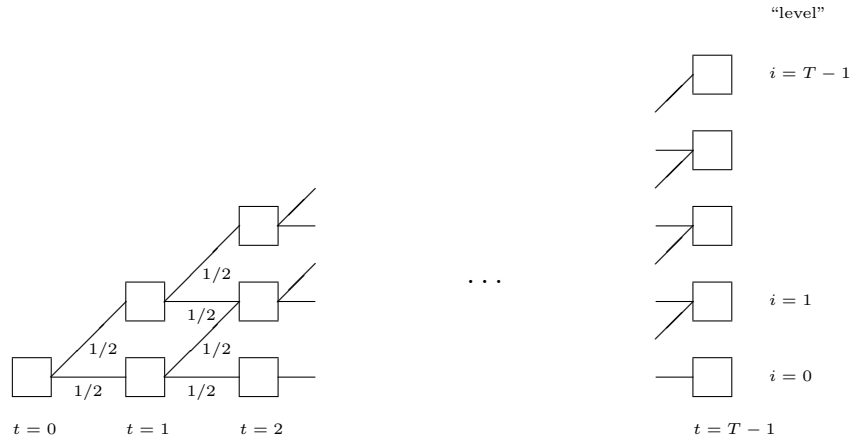 “level”
i = T − 1
1/2
1/2
1/2
. . .
i = 1
1/2
1/2
1/2
i = 0
t = 0
t = 1
t = 2
t = T − 1